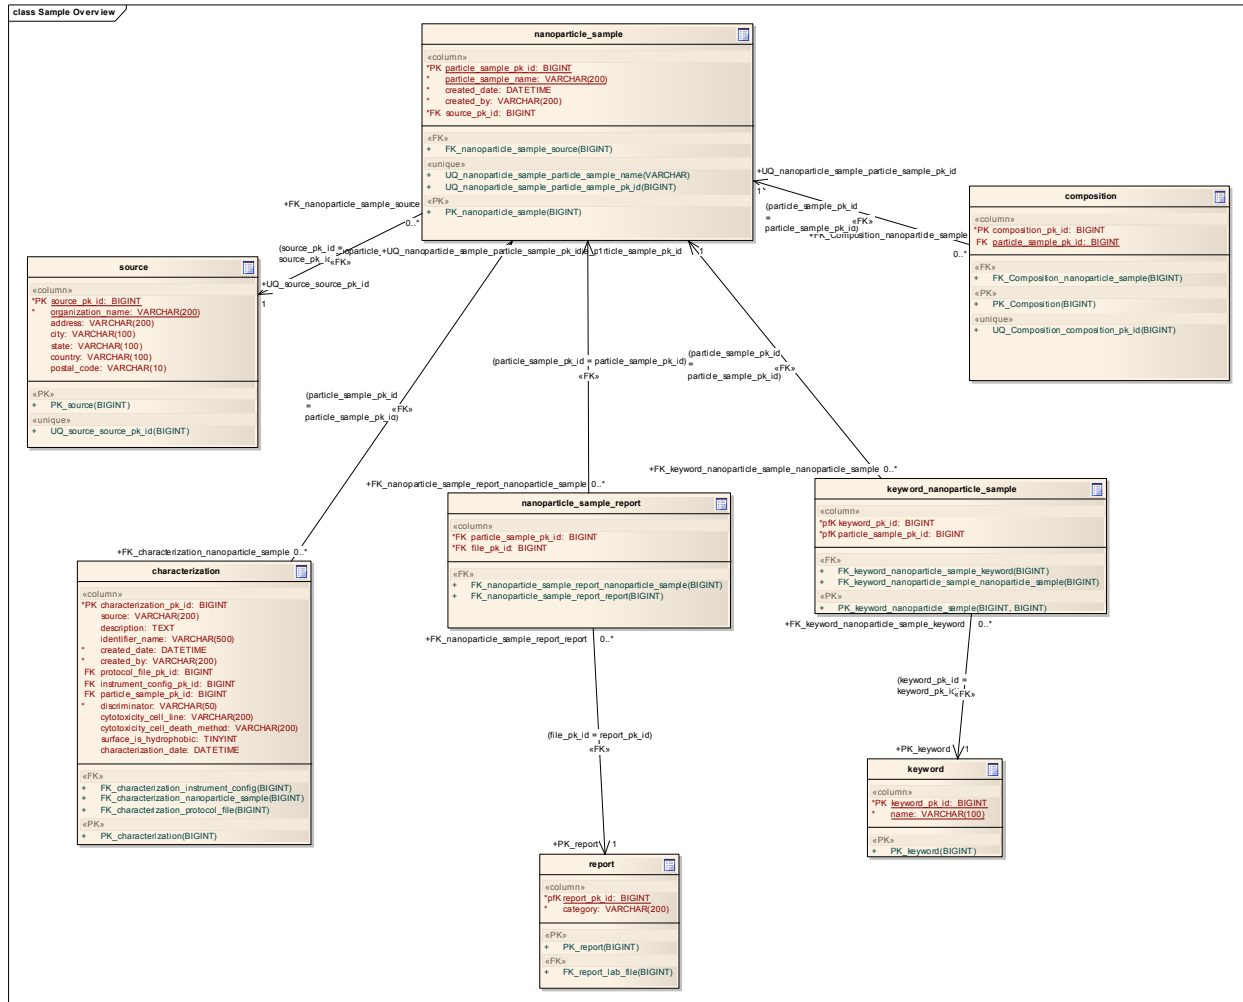 class Sample Overview
nanoparticle_sample
«column»
*PK particle_sample_pk_id: BIGINT
* particle_sample_name: VARCHAR(200)
* created_date: DATETIME
* created_by: VARCHAR(200)
*FK source_pk_id: BIGINT
«FK»
+ FK_nanoparticle_sample_source(BIGINT)
«unique»
+ UQ_nanoparticle_sample_particle_sample_name(VARCHAR)
+ UQ_nanoparticle_sample_particle_sample_pk_id(BIGINT)
«PK»
+ PK_nanoparticle_sample(BIGINT)
+UQ_nanoparticle_sample_particle_sample_pk_id
1
(particle_sample_pk_id
=
particle_sample_pk_id)
«FK»
+FK_Composition_nanoparticle_sample
0..*
composition
«column»
*PK composition_pk_id: BIGINT
FK particle_sample_pk_id: BIGINT
«FK»
+ FK_Composition_nanoparticle_sample(BIGINT)
«PK»
+ PK_Composition(BIGINT)
«unique»
+ UQ_Composition_composition_pk_id(BIGINT)
+FK_nanoparticle_sample_source
0..*
(source_pk_id =
source_pk_id)
«FK»
+UQ_source_source_pk_id
1
+UQ_nanoparticle_sample_particle_sample_pk_id
1
source
«column»
*PK source_pk_id: BIGINT
* organization_name: VARCHAR(200)
address: VARCHAR(200)
city: VARCHAR(100)
state: VARCHAR(100)
country: VARCHAR(100)
postal_code: VARCHAR(10)
«PK»
+ PK_source(BIGINT)
«unique»
+ UQ_source_source_pk_id(BIGINT)
(particle_sample_pk_id
=
particle_sample_pk_id)
«FK»
(particle_sample_pk_id = particle_sample_pk_id)
«FK»
(particle_sample_pk_id
=
particle_sample_pk_id)
«FK»
+FK_characterization_nanoparticle_sample 0..*
+FK_nanoparticle_sample_report_nanoparticle_sample 0..*
+FK_keyword_nanoparticle_sample_nanoparticle_sample 0..*
characterization
«column»
*PK characterization_pk_id: BIGINT
source: VARCHAR(200)
description: TEXT
identifier_name: VARCHAR(500)
* created_date: DATETIME
* created_by: VARCHAR(200)
FK protocol_file_pk_id: BIGINT
FK instrument_config_pk_id: BIGINT
FK particle_sample_pk_id: BIGINT
* discriminator: VARCHAR(50)
cytotoxicity_cell_line: VARCHAR(200)
cytotoxicity_cell_death_method: VARCHAR(200)
surface_is_hydrophobic: TINYINT
characterization_date: DATETIME
«FK»
+ FK_characterization_instrument_config(BIGINT)
+ FK_characterization_nanoparticle_sample(BIGINT)
+ FK_characterization_protocol_file(BIGINT)
«PK»
+ PK_characterization(BIGINT)
nanoparticle_sample_report
«column»
*FK particle_sample_pk_id: BIGINT
*FK file_pk_id: BIGINT
«FK»
+ FK_nanoparticle_sample_report_nanoparticle_sample(BIGINT)
+ FK_nanoparticle_sample_report_report(BIGINT)
+FK_nanoparticle_sample_report_report 0..*
(file_pk_id = report_pk_id)
«FK»
+PK_report 1
report
«column»
*pfK report_pk_id: BIGINT
* category: VARCHAR(200)
«PK»
+ PK_report(BIGINT)
«FK»
+ FK_report_lab_file(BIGINT)
keyword_nanoparticle_sample
«column»
*pfK keyword_pk_id: BIGINT
*pfK particle_sample_pk_id: BIGINT
«FK»
+ FK_keyword_nanoparticle_sample_keyword(BIGINT)
+ FK_keyword_nanoparticle_sample_nanoparticle_sample(BIGINT)
«PK»
+ PK_keyword_nanoparticle_sample(BIGINT, BIGINT)
+FK_keyword_nanoparticle_sample_keyword 0..*
(keyword_pk_id =
keyword_pk_id)
«FK»
+PK_keyword 1
keyword
«column»
*PK keyword_pk_id: BIGINT
* name: VARCHAR(100)
«PK»
+ PK_keyword(BIGINT)